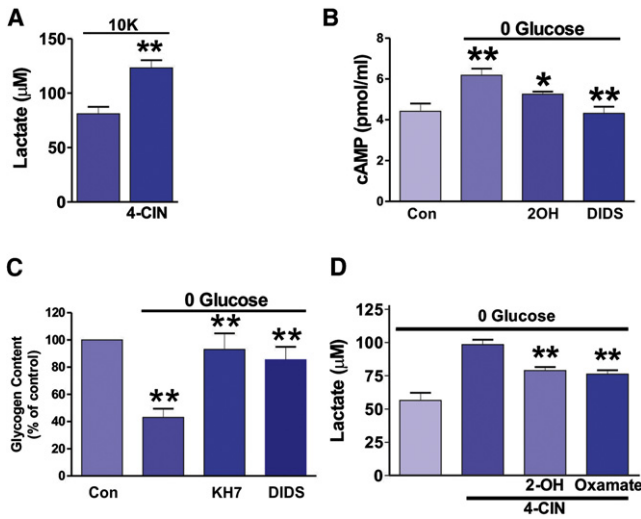 A
10K
**
150
100
50
0
Lactate (µM)
4-CIN
B
0 Glucose
**
*
**
8
6
4
2
0
cAMP (pmol/ml)
Con
2OH
DIDS
C
0 Glucose
**
**
**
120
100
80
60
40
20
0
Glycogen Content
(% of control)
Con
KH7
DIDS
D
0 Glucose
**
**
100
75
50
25
0
Lactate (µM)
2-OH
Oxamate
4-CIN